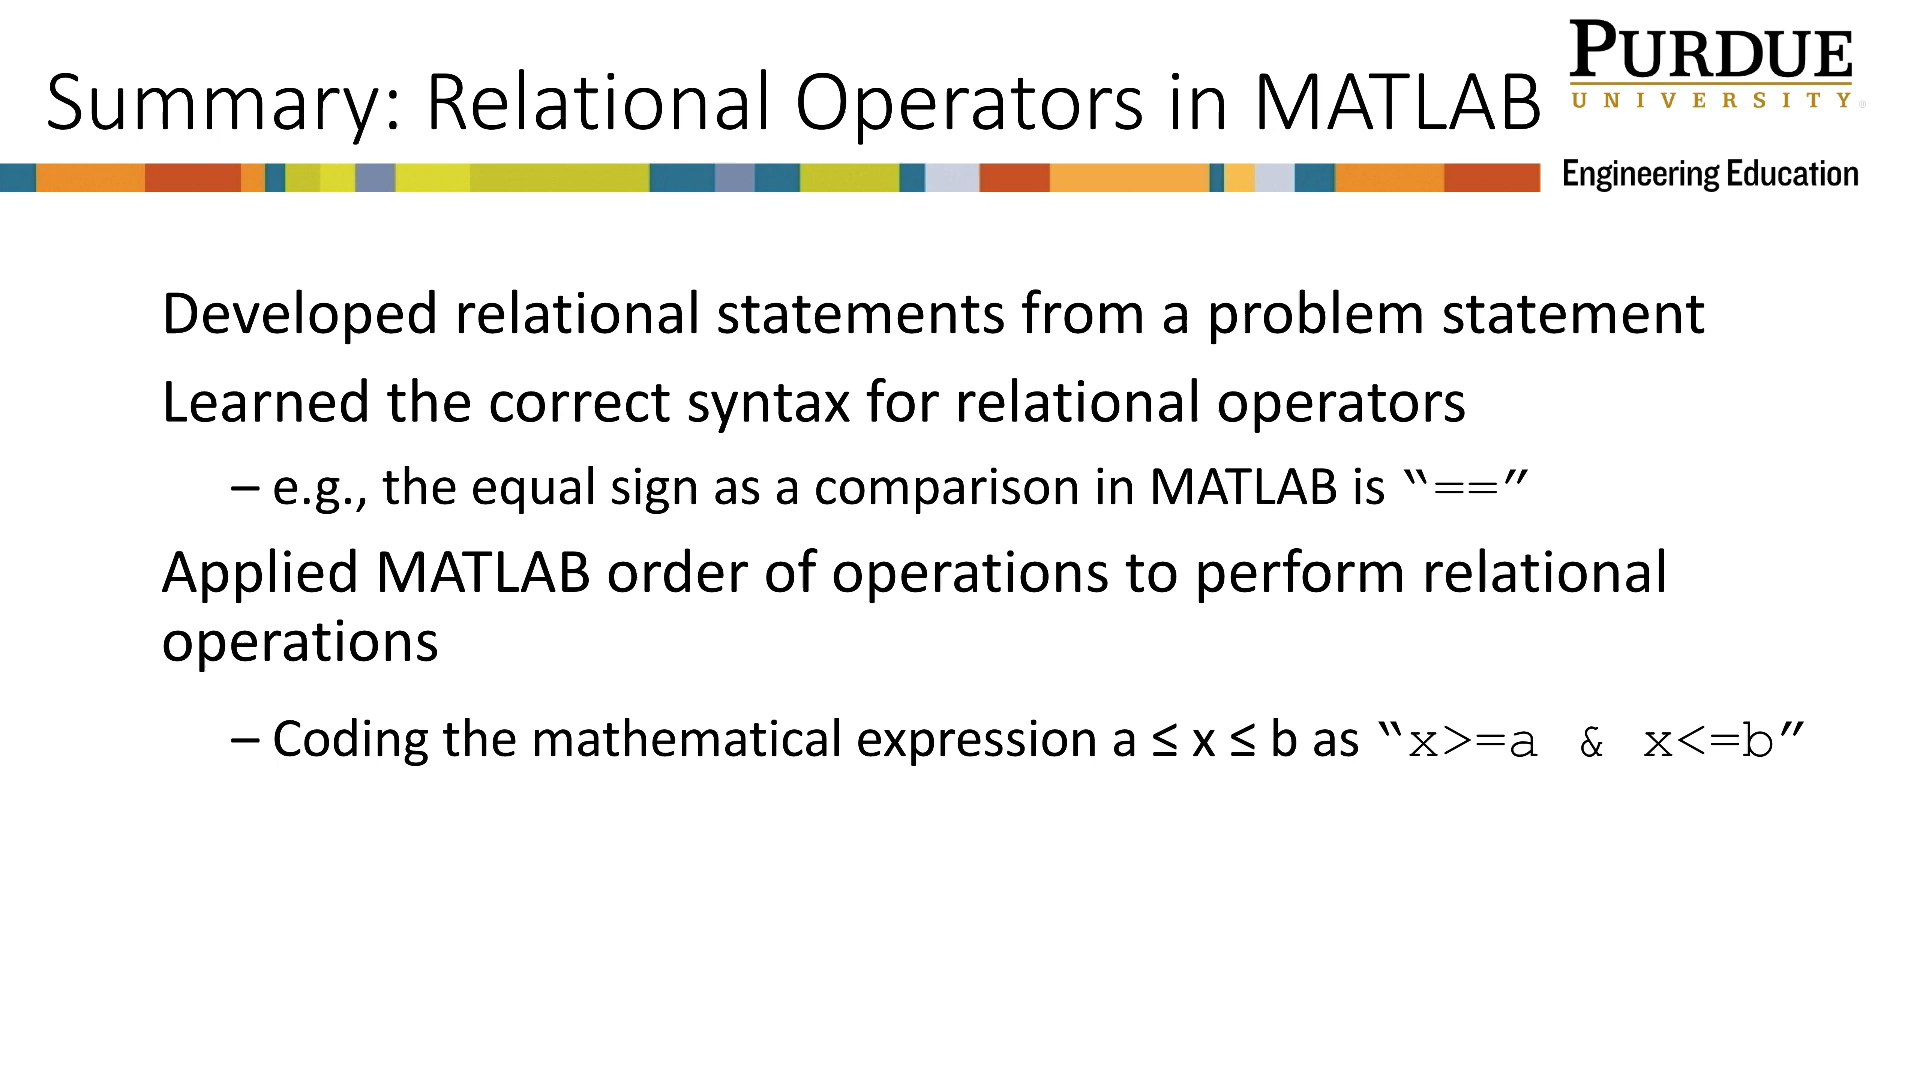 Summary: Relational Operators in MATLAB
PURDUE
UNIVERSITY®
Engineering Education
Developed relational statements from a problem statement
Learned the correct syntax for relational operators
– e.g., the equal sign as a comparison in MATLAB is “==”
Applied MATLAB order of operations to perform relational
operations
– Coding the mathematical expression a ≤ x ≤ b as “x>=a & x<=b”